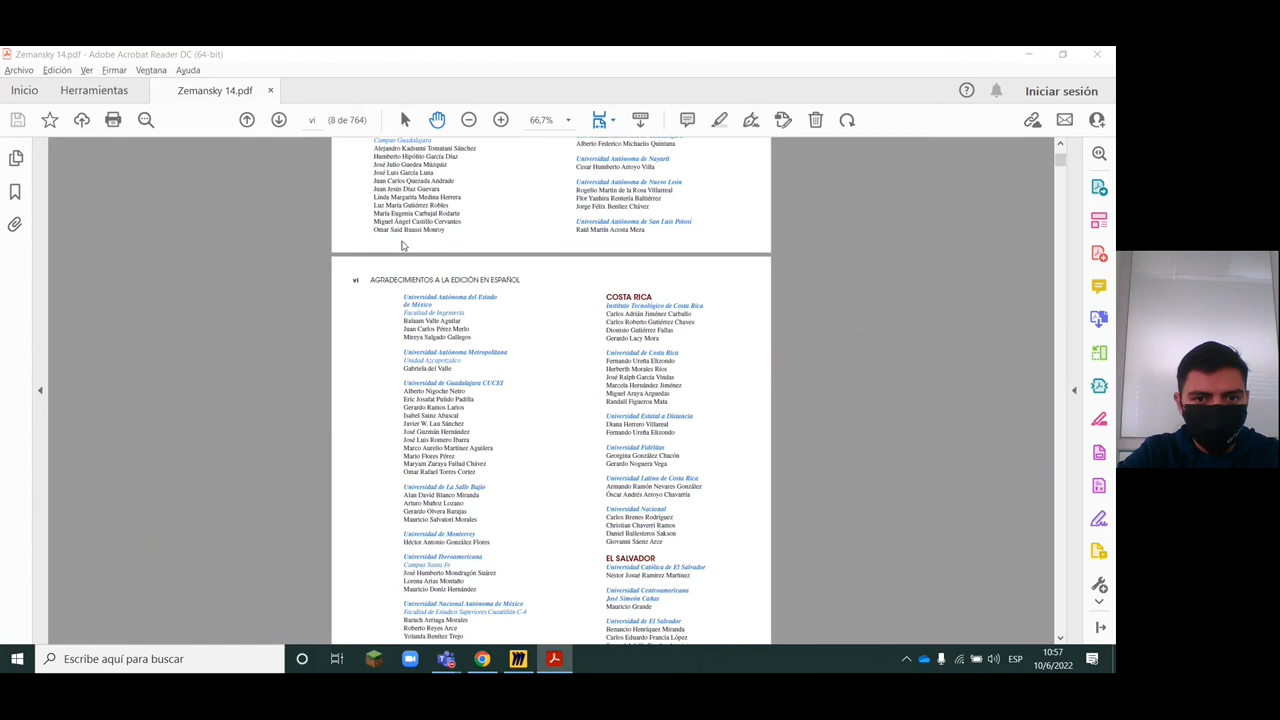 Zemansky 14.pdf - Adobe Acrobat Reader DC (64-bit)
Archivo Edición Ver Firmar Ventana Ayuda
Inicio Herramientas Zemansky 14.pdf × Iniciar sesión
vi (8 de 764) 66,7%
Campus Guadalajara
Alejandro Kadsumi Tomatani Sánchez
Humberto Hipólito García Díaz
José Julio Guedea Múzquiz
José Luis García Luna
Juan Carlos Quezada Andrade
Juan Jesús Díaz Guevara
Linda Margarita Medina Herrera
Luz María Gutiérrez Robles
María Eugenia Carbajal Rodarte
Miguel Ángel Castillo Cervantes
Omar Said Buassi Monroy
Alberto Federico Michaelis Quintana
Universidad Autónoma de Nayarit
Cesar Humberto Arroyo Villa
Universidad Autónoma de Nuevo León
Rogelio Martín de la Rosa Villarreal
Flor Yanhira Rentería Baltiérrez
Jorge Félix Benítez Chávez
Universidad Autónoma de San Luis Potosí
Raúl Martín Acosta Meza
vi AGRADECIMIENTOS A LA EDICIÓN EN ESPAÑOL
Universidad Autónoma del Estado
de México
Facultad de Ingeniería
Baluam Valle Aguilar
Juan Carlos Pérez Merlo
Mireya Salgado Gallegos
Universidad Autónoma Metropolitana
Unidad Azcapotzalco
Gabriela del Valle
Universidad de Guadalajara CUCEI
Alberto Nigoche Netro
Eric Josafat Pulido Padilla
Gerardo Ramos Larios
Isabel Sainz Abascal
Javier W. Lau Sánchez
José Guzmán Hernández
José Luis Romero Ibarra
Marco Aurelio Martínez Aguilera
Mario Flores Pérez
Maryam Zuraya Fallad Chávez
Omar Rafael Torres Cortez
Universidad de La Salle Bajío
Alan David Blanco Miranda
Arturo Muñoz Lozano
Gerardo Olvera Barajas
Mauricio Salvatori Morales
Universidad de Monterrey
Héctor Antonio González Flores
Universidad Iberoamericana
Campus Santa Fe
José Humberto Mondragón Suárez
Lorena Arias Montaño
Mauricio Doníz Hernández
Universidad Nacional Autónoma de México
Facultad de Estudios Superiores Cuautitlán C-4
Baruch Arriaga Morales
Roberto Reyes Arce
Yolanda Benítez Trejo
COSTA RICA
Instituto Tecnológico de Costa Rica
Carlos Adrián Jiménez Carballo
Carlos Roberto Gutiérrez Chaves
Dionisio Gutiérrez Fallas
Gerardo Lacy Mora
Universidad de Costa Rica
Fernando Ureña Elizondo
Herberth Morales Ríos
José Ralph García Vindas
Marcela Hernández Jiménez
Miguel Araya Arguedas
Randall Figueroa Mata
Universidad Estatal a Distancia
Diana Herrero Villareal
Fernando Ureña Elizondo
Universidad Fidélitas
Georgina González Chacón
Gerardo Noguera Vega
Universidad Latina de Costa Rica
Armando Ramón Nevares González
Óscar Andrés Arroyo Chavarría
Universidad Nacional
Carlos Brenes Rodríguez
Christian Chaverri Ramos
Daniel Ballesteros Sakson
Giovanni Sáenz Arce
EL SALVADOR
Universidad Católica de El Salvador
Néstor Josué Ramírez Martínez
Universidad Centroamericana
José Simeón Cañas
Mauricio Grande
Universidad de El Salvador
Benancio Henríquez Miranda
Carlos Eduardo Francia López
Escribe aquí para buscar ESP 10:57
10/6/2022